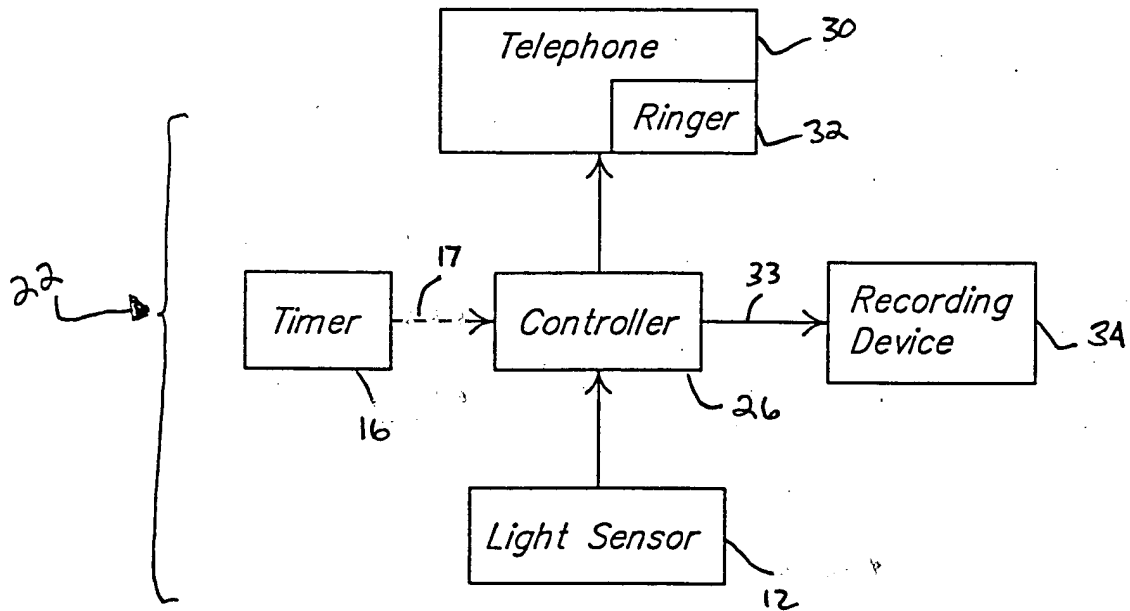 Telephone
30
Ringer
32
22
17
33
Timer
Controller
Recording
Device
34
16
26
Light Sensor
12